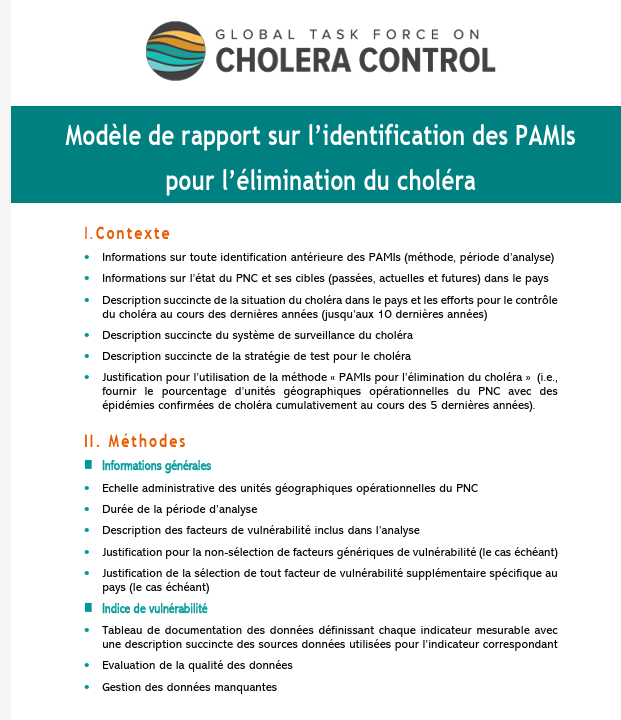 GLOBAL TASK FORCE ON
CHOLERA CONTROL
Modèle de rapport sur l'identification des PAMIs
pour l'élimination du choléra
I.Contexte
• Informations sur toute identification antérieure des PAMIs (méthode, période d'analyse)
• Informations sur l'état du PNC et ses cibles (passées, actuelles et futures) dans le pays
• Description succincte de la situation du choléra dans le pays et les efforts pour le contrôle
du choléra au cours des dernières années (jusqu'aux 10 dernières années)
• Description succincte du système de surveillance du choléra
• Description succincte de la stratégie de test pour le choléra
• Justification pour l'utilisation de la méthode « PAMIs pour l'élimination du choléra » (i.e.,
fournir le pourcentage d'unités géographiques opérationnelles du PNC avec des
épidémies confirmées de choléra cumulativement au cours des 5 dernières années).
II. Méthodes
■ Informations générales
• Echelle administrative des unités géographiques opérationnelles du PNC
• Durée de la période d'analyse
• Description des facteurs de vulnérabilité inclus dans l'analyse
• Justification pour la non-sélection de facteurs génériques de vulnérabilité (le cas échéant)
• Justification de la sélection de tout facteur de vulnérabilité supplémentaire spécifique au
pays (le cas échéant)
■ Indice de vulnérabilité
• Tableau de documentation des données définissant chaque indicateur mesurable avec
une description succincte des sources données utilisées pour l'indicateur correspondant
• Evaluation de la qualité des données
• Gestion des données manquantes